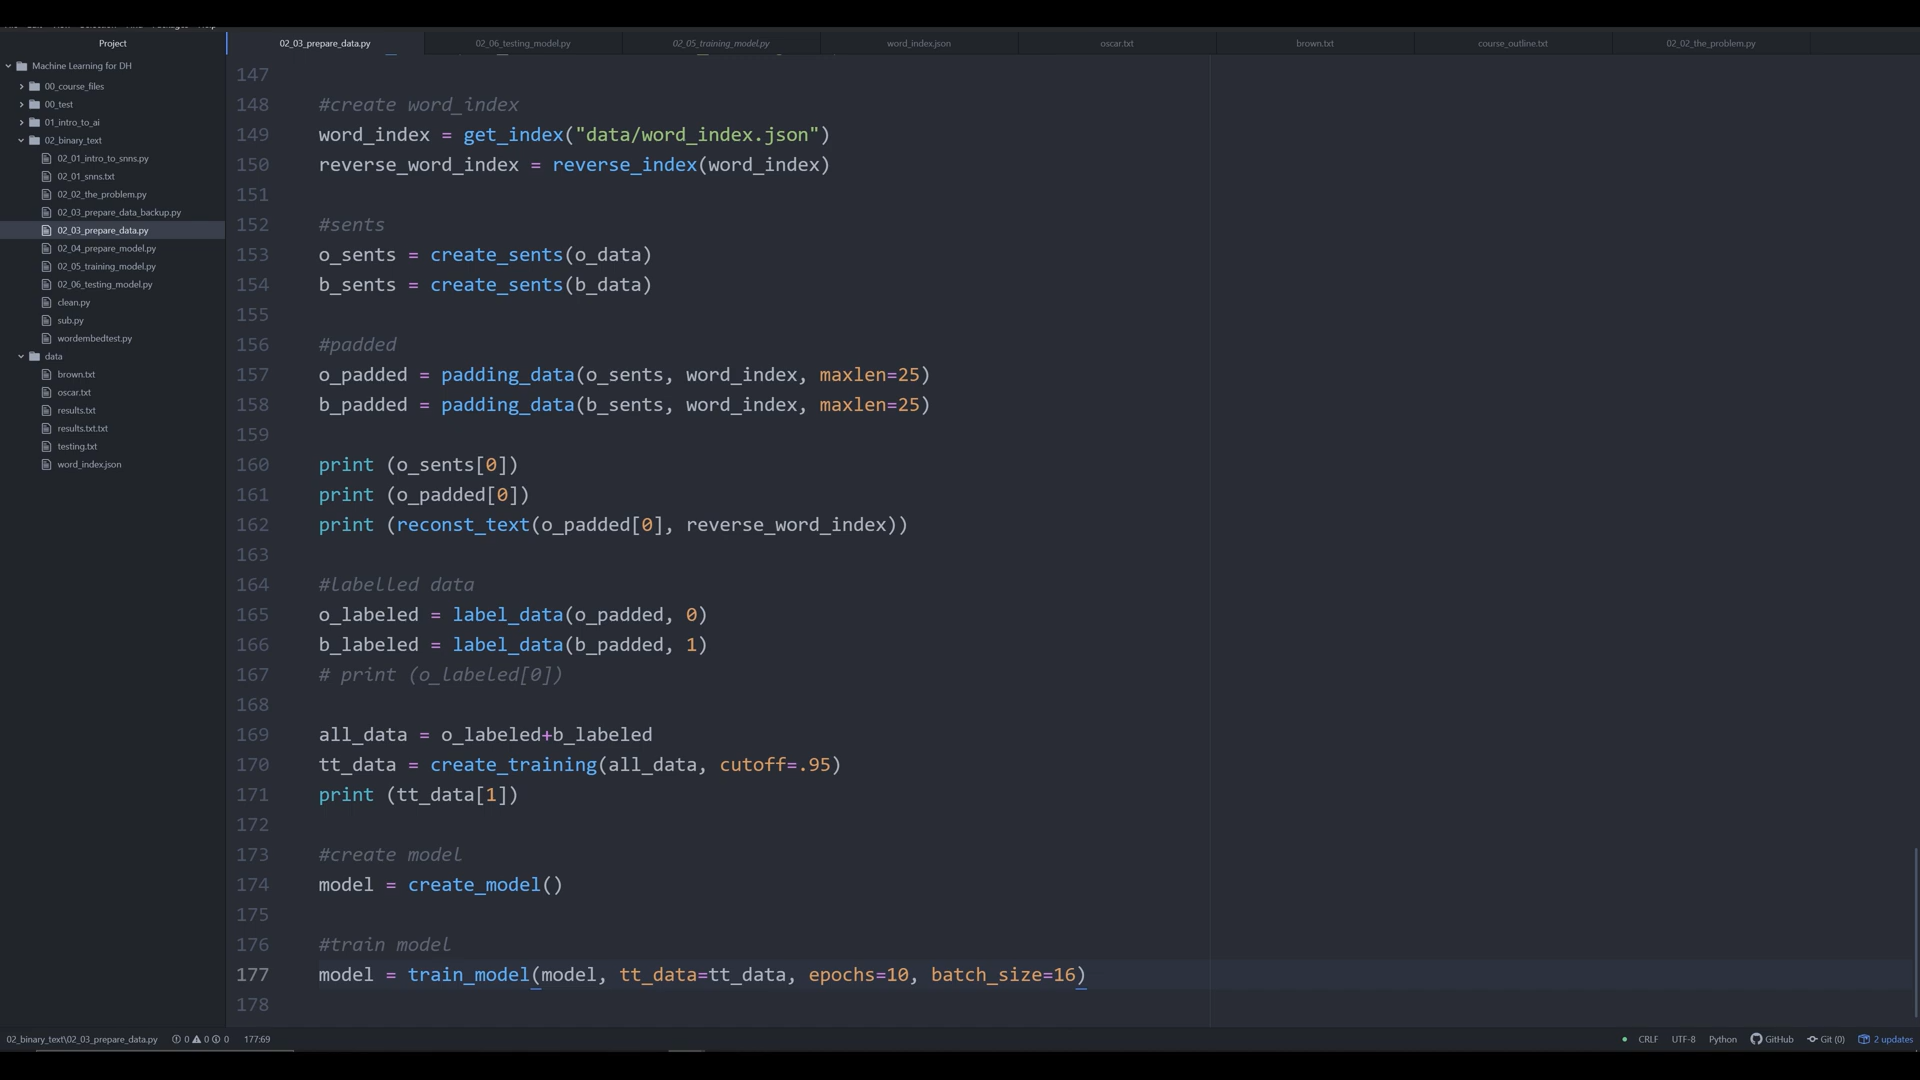 Project
02_03_prepare_data.py
02_06_testing_model.py
02_05_training_model.py
word_index.json
oscar.txt
brown.txt
course_outline.txt
02_02_the_problem.py
Machine Learning for DH
00_course_files
00_test
01_intro_to_ai
02_binary_text
02_01_intro_to_snns.py
02_01_snns.txt
02_02_the_problem.py
02_03_prepare_data_backup.py
02_03_prepare_data.py
02_04_prepare_model.py
02_05_training_model.py
02_06_testing_model.py
clean.py
sub.py
wordembedtest.py
data
brown.txt
oscar.txt
results.txt
results.txt.txt
testing.txt
word_index.json
147
148 #create word_index
149 word_index = get_index("data/word_index.json")
150 reverse_word_index = reverse_index(word_index)
151
152 #sents
153 o_sents = create_sents(o_data)
154 b_sents = create_sents(b_data)
155
156 #padded
157 o_padded = padding_data(o_sents, word_index, maxlen=25)
158 b_padded = padding_data(b_sents, word_index, maxlen=25)
159
160 print (o_sents[0])
161 print (o_padded[0])
162 print (reconst_text(o_padded[0], reverse_word_index))
163
164 #labelled data
165 o_labeled = label_data(o_padded, 0)
166 b_labeled = label_data(b_padded, 1)
167 # print (o_labeled[0])
168
169 all_data = o_labeled+b_labeled
170 tt_data = create_training(all_data, cutoff=.95)
171 print (tt_data[1])
172
173 #create model
174 model = create_model()
175
176 #train model
177 model = train_model(model, tt_data=tt_data, epochs=10, batch_size=16)
178
02_binary_text\02_03_prepare_data.py 0 0 0 177:69 CRLF UTF-8 Python GitHub Git (0) 2 updates